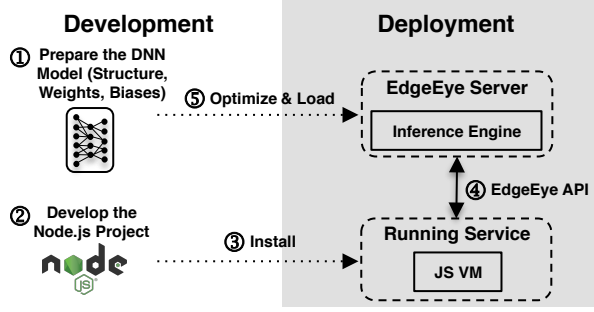 Development
Deployment
① Prepare the DNN
Model (Structure,
Weights, Biases)
⑤ Optimize & Load
EdgeEye Server
Inference Engine
④ EdgeEye API
② Develop the
Node.js Project
node
JS
③ Install
Running Service
JS VM